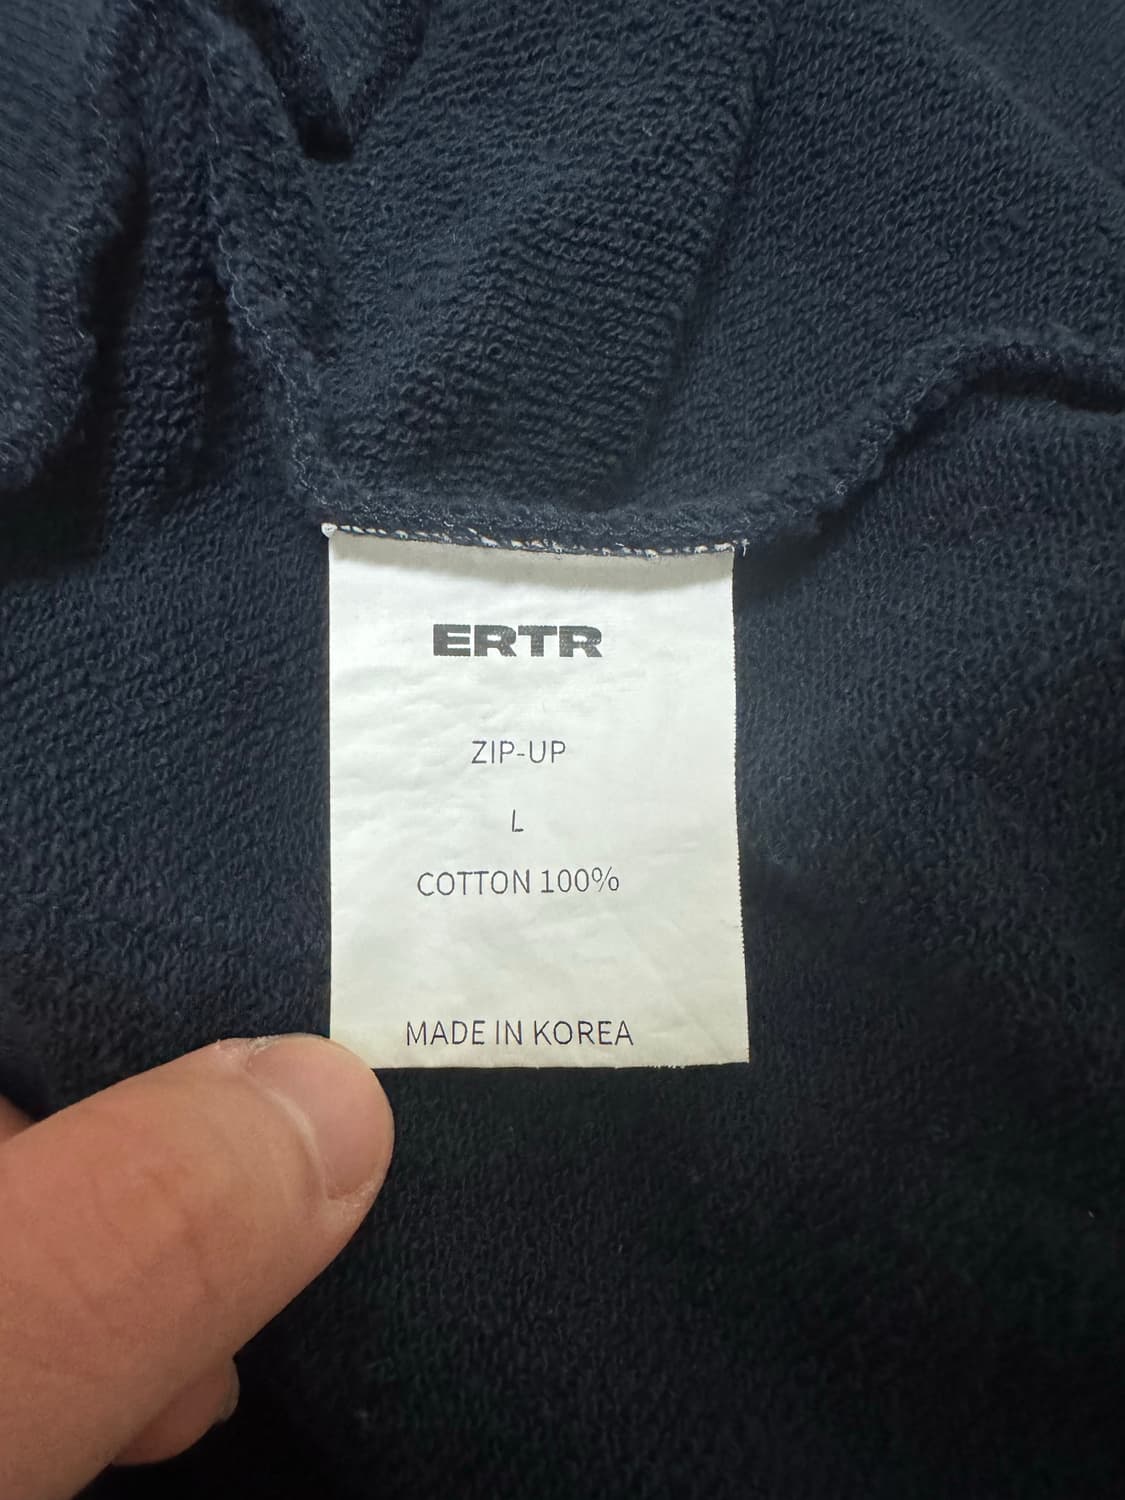 ERTR
ZIP-UP
L
COTTON 100%
MADE IN KOREA